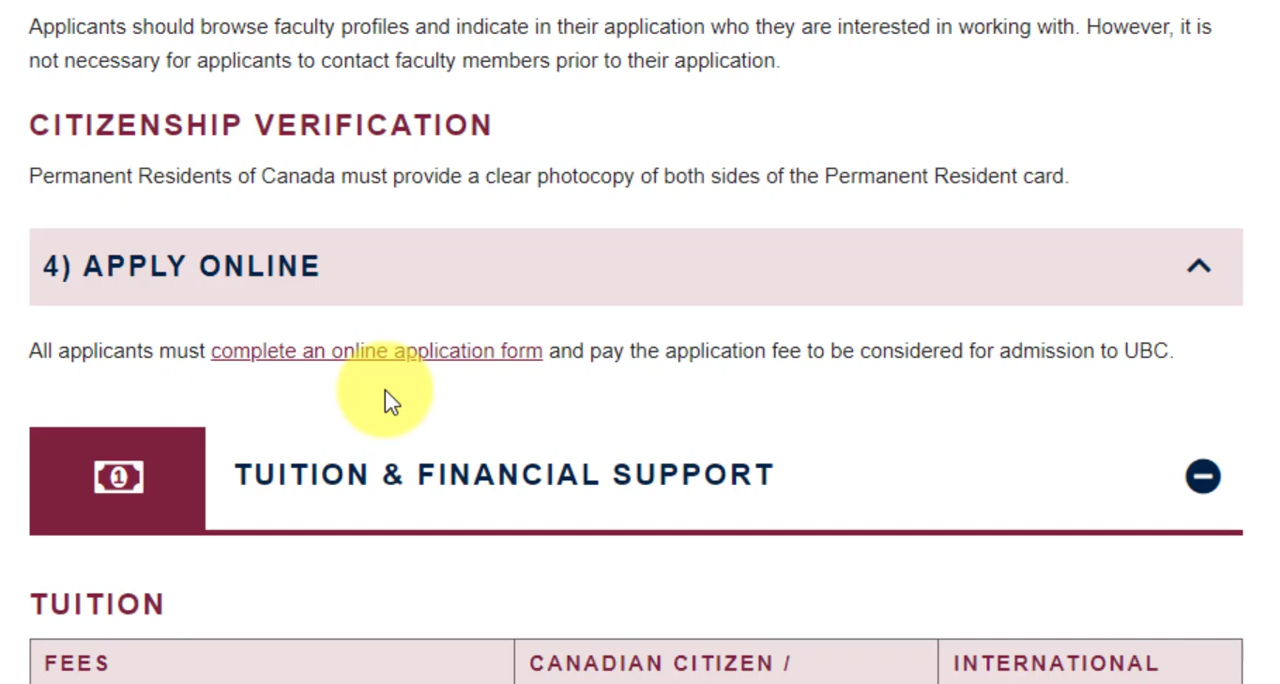 Applicants should browse faculty profiles and indicate in their application who they are interested in working with. However, it is
not necessary for applicants to contact faculty members prior to their application.
CITIZENSHIP VERIFICATION
Permanent Residents of Canada must provide a clear photocopy of both sides of the Permanent Resident card.
4) APPLY ONLINE
All applicants must complete an online application form and pay the application fee to be considered for admission to UBC.
1
TUITION & FINANCIAL SUPPORT
TUITION
FEES
CANADIAN CITIZEN /
INTERNATIONAL